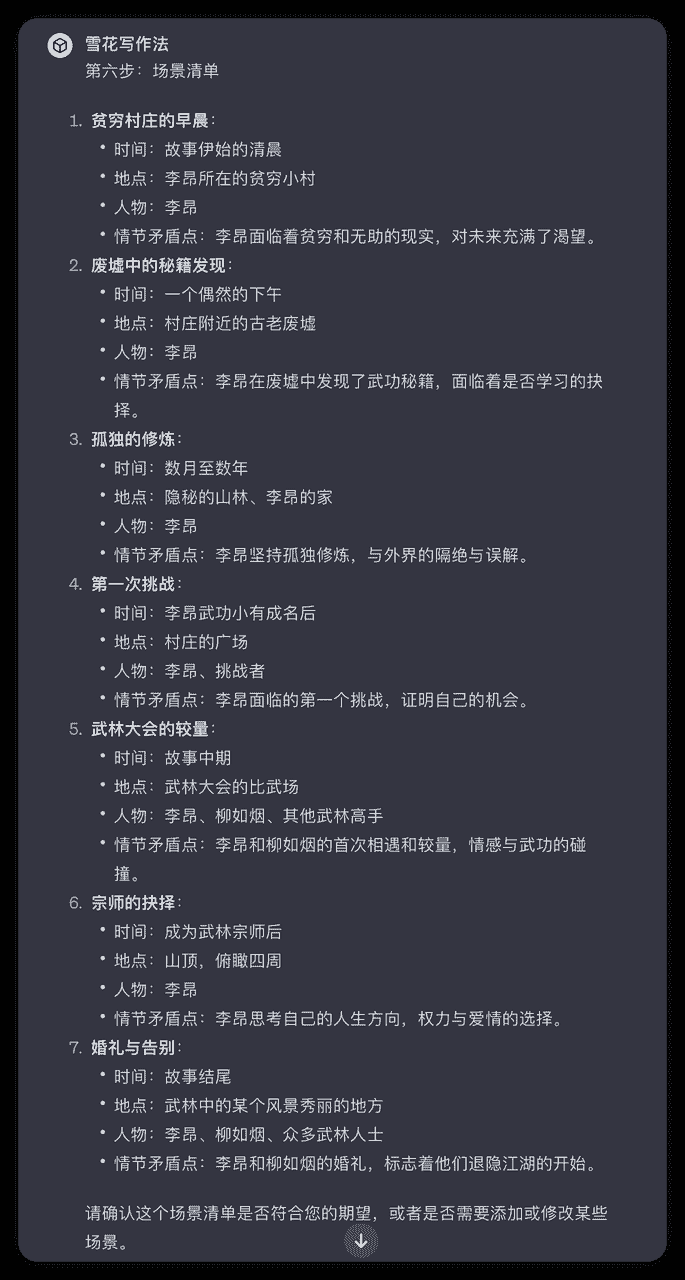 雪花写作法
第六步：场景清单
1. 贫穷村庄的早晨：
• 时间：故事伊始的清晨
• 地点：李昂所在的贫穷小村
• 人物：李昂
• 情节矛盾点：李昂面临着贫穷和无助的现实，对未来充满了渴望。
2. 废墟中的秘籍发现：
• 时间：一个偶然的下午
• 地点：村庄附近的古老废墟
• 人物：李昂
• 情节矛盾点：李昂在废墟中发现了武功秘籍，面临着是否学习的抉
择。
3. 孤独的修炼：
• 时间：数月至数年
• 地点：隐秘的山林、李昂的家
• 人物：李昂
• 情节矛盾点：李昂坚持孤独修炼，与外界的隔绝与误解。
4. 第一次挑战：
• 时间：李昂武功小有成名后
• 地点：村庄的广场
• 人物：李昂、挑战者
• 情节矛盾点：李昂面临的第一个挑战，证明自己的机会。
5. 武林大会的较量：
• 时间：故事中期
• 地点：武林大会的比武场
• 人物：李昂、柳如烟、其他武林高手
• 情节矛盾点：李昂和柳如烟的首次相遇和较量，情感与武功的碰
撞。
6. 宗师的抉择：
• 时间：成为武林宗师后
• 地点：山顶，俯瞰四周
• 人物：李昂
• 情节矛盾点：李昂思考自己的人生方向，权力与爱情的选择。
7. 婚礼与告别：
• 时间：故事结尾
• 地点：武林中的某个风景秀丽的地方
• 人物：李昂、柳如烟、众多武林人士
• 情节矛盾点：李昂和柳如烟的婚礼，标志着他们退隐江湖的开始。
请确认这个场景清单是否符合您的期望，或者是否需要添加或修改某些
场景。